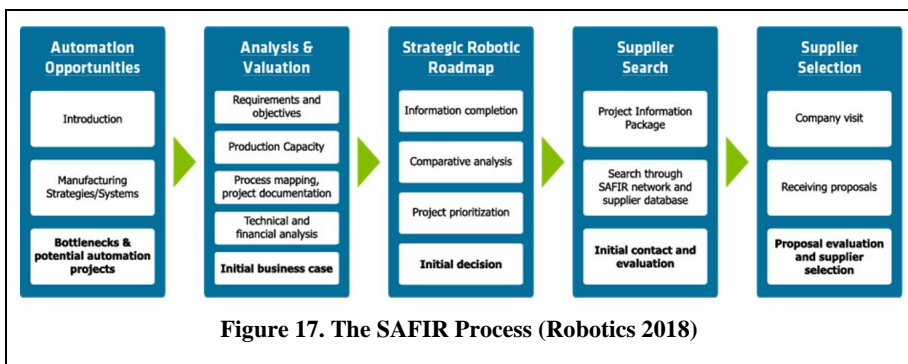 Automation
Opportunities
Introduction
Manufacturing
Strategies/Systems
Bottlenecks &
potential automation
projects
Analysis &
Valuation
Requirements and
objectives
Production Capacity
Process mapping,
project documentation
Technical and
financial analysis
Initial business case
Strategic Robotic
Roadmap
Information completion
Comparative analysis
Project prioritization
Initial decision
Supplier
Search
Project Information
Package
Search through
SAFIR network and
supplier database
Initial contact and
evaluation
Supplier
Selection
Company visit
Receiving proposals
Proposal evaluation
and supplier
selection
Figure 17. The SAFIR Process (Robotics 2018)